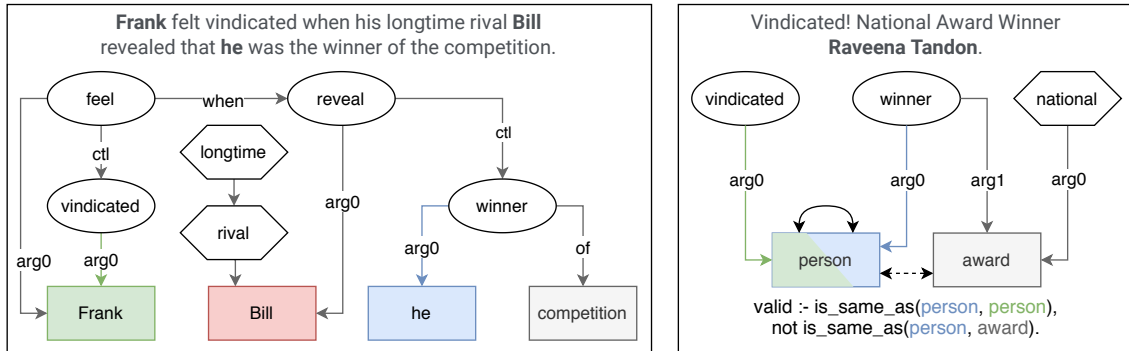 Frank felt vindicated when his longtime rival Bill
revealed that he was the winner of the competition.
feel
when
reveal
ctl
longtime
ctl
vindicated
rival
arg0
winner
arg0
arg0
arg0
of
Frank
Bill
he
competition
Vindicated! National Award Winner
Raveena Tandon.
vindicated
winner
national
arg0
arg0
arg1
arg0
person
award
valid :- is_same_as(person, person),
not is_same_as(person, award).